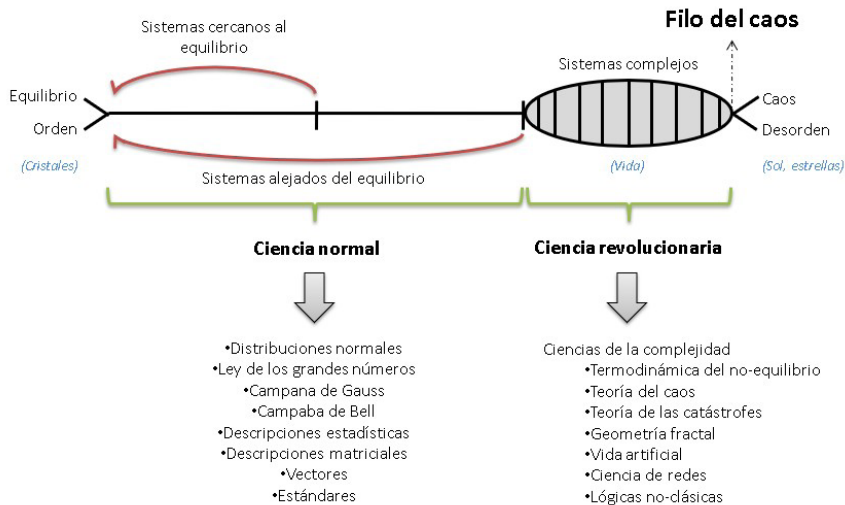 Filo del caos
Sistemas cercanos al
equilibrio
Sistemas complejos
Equilibrio
Orden
(Cristales)
Caos
Desorden
(Sol, estrellas)
(Vida)
Sistemas alejados del equilibrio
Ciencia normal
•Distribuciones normales
•Ley de los grandes números
•Campana de Gauss
•Campaba de Bell
•Descripciones estadísticas
•Descripciones matriciales
•Vectores
•Estándares
Ciencia revolucionaria
Ciencias de la complejidad
•Termodinámica del no-equilibrio
•Teoría del caos
•Teoría de las catástrofes
•Geometría fractal
•Vida artificial
•Ciencia de redes
•Lógicas no-clásicas